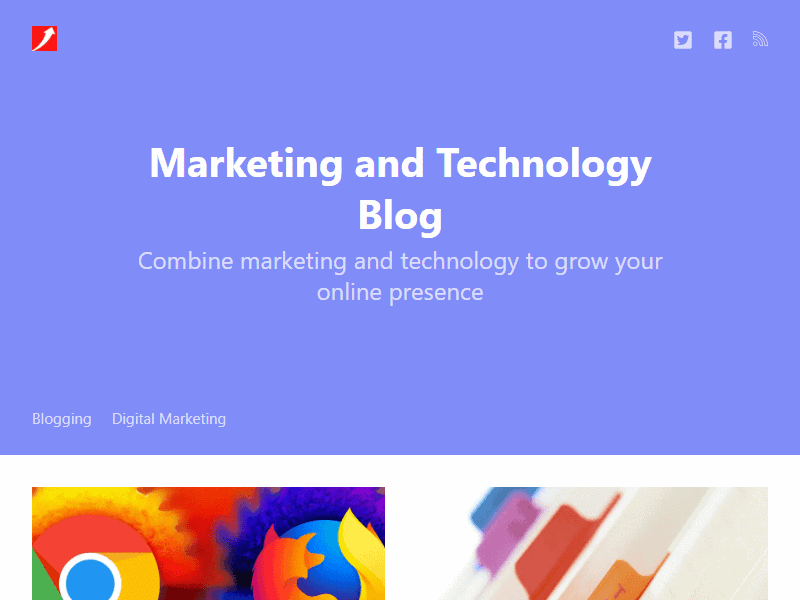 Marketing and Technology
Blog
Combine marketing and technology to grow your
online presence
Blogging Digital Marketing